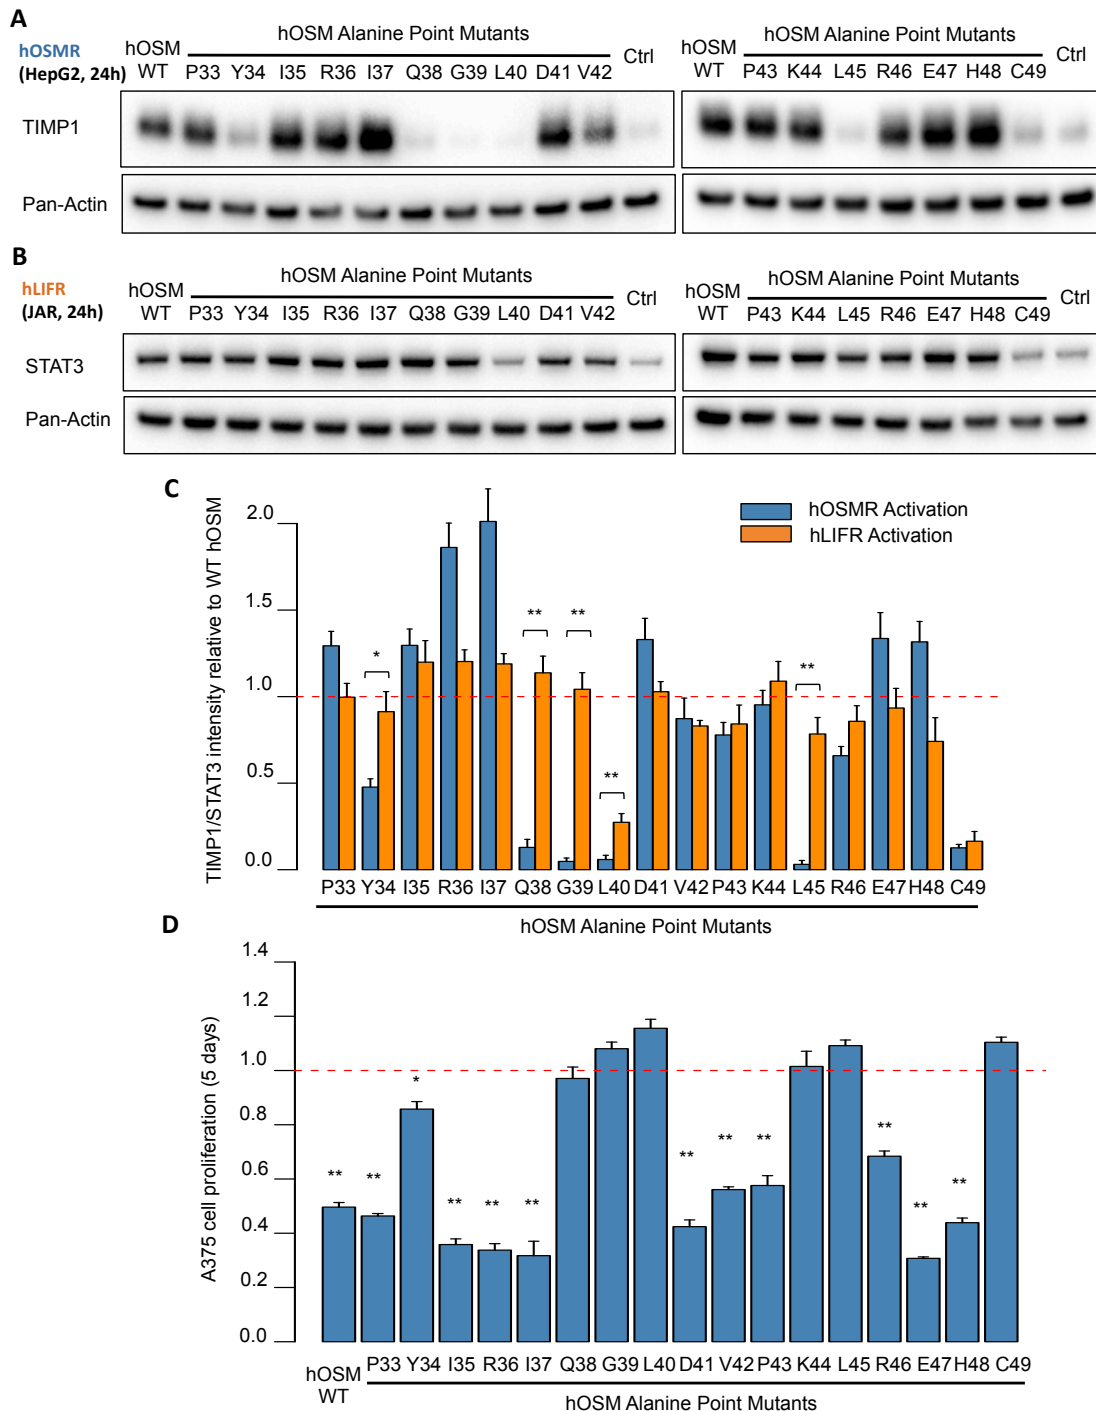 A
hOSMR
(HepG2, 24h)
hOSM
WT
hOSM Alanine Point Mutants
P33 Y34 I35 R36 I37 Q38 G39 L40 D41 V42
Ctrl
hOSM
WT
hOSM Alanine Point Mutants
P43 K44 L45 R46 E47 H48 C49
Ctrl
TIMP1
Pan-Actin
B
hLIFR
(JAR, 24h)
hOSM
WT
hOSM Alanine Point Mutants
P33 Y34 I35 R36 I37 Q38 G39 L40 D41 V42
Ctrl
hOSM
WT
hOSM Alanine Point Mutants
P43 K44 L45 R46 E47 H48 C49
Ctrl
STAT3
Pan-Actin
C
TIMP1/STAT3 intensity relative to WT hOSM
2.0
1.5
1.0
0.5
0.0
hOSMR Activation
hLIFR Activation
* ** ** ** **
P33 Y34 I35 R36 I37 Q38 G39 L40 D41 V42 P43 K44 L45 R46 E47 H48 C49
hOSM Alanine Point Mutants
D
A375 cell proliferation (5 days)
1.4
1.2
1.0
0.8
0.6
0.4
0.2
0.0
** ** * ** ** ** ** ** ** ** ** **
hOSM
WT
P33 Y34 I35 R36 I37 Q38 G39 L40 D41 V42 P43 K44 L45 R46 E47 H48 C49
hOSM Alanine Point Mutants